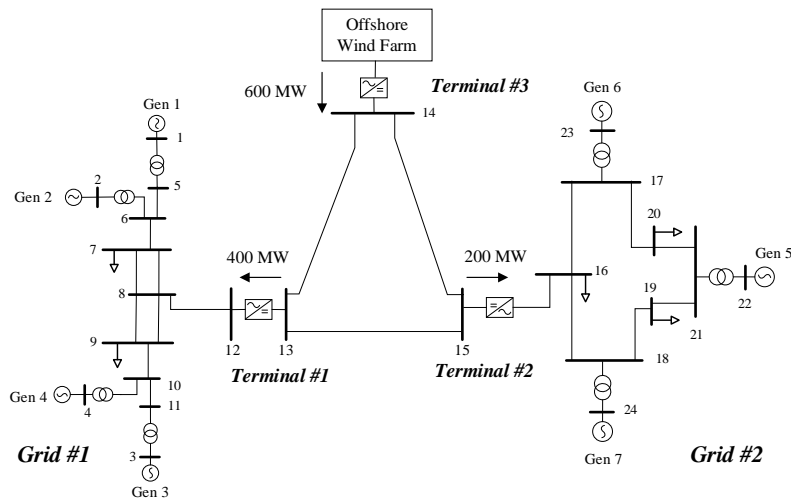 Offshore
Wind Farm
600 MW
Terminal #3
14
Gen 1
1
5
Gen 2
2
6
7
8
9
10
11
Gen 4
4
3
Gen 3
Grid #1
400 MW
12
13
Terminal #1
200 MW
15
Terminal #2
Gen 6
23
17
20
16
Gen 5
22
19
21
18
24
Gen 7
Grid #2